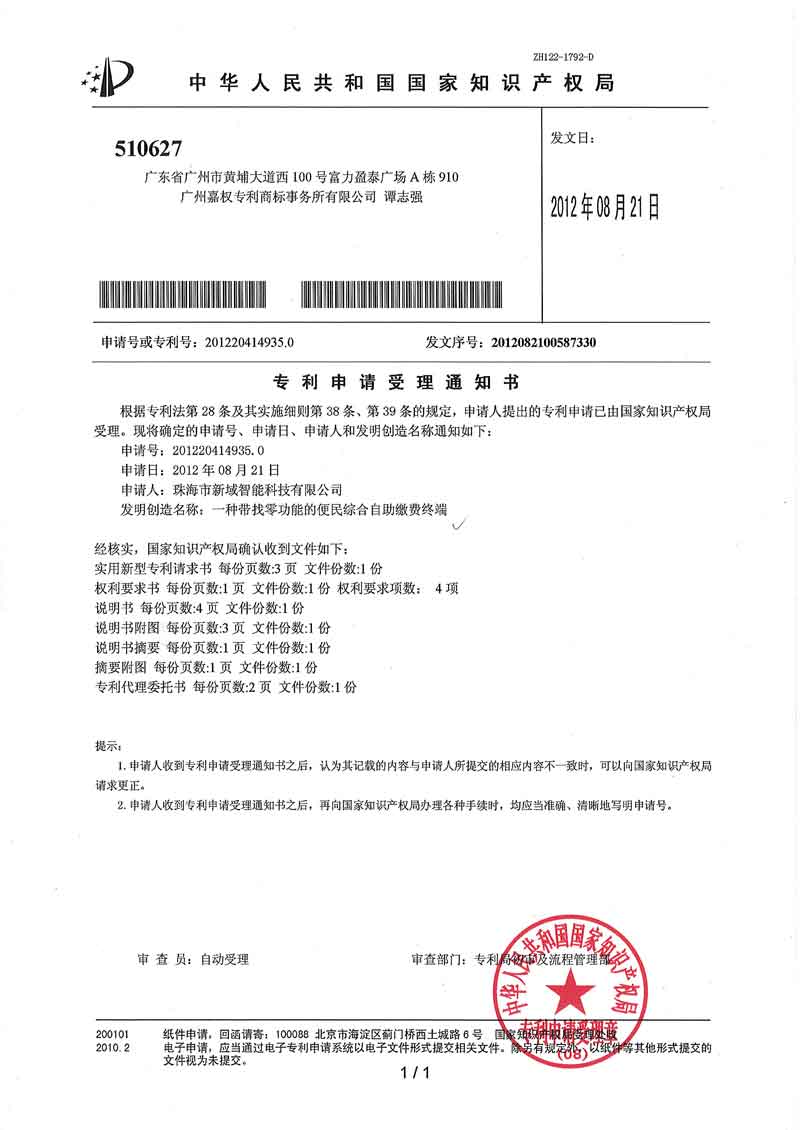 ZH122-1792-D
中华人民共和国国家知识产权局
510627
广东省广州市黄埔大道西 100 号富力盈泰广场 A 栋 910
广州嘉权专利商标事务所有限公司 谭志强
发文日：
2012 年 08 月 21 日
申请号或专利号：201220414935.0
发文序号：2012082100587330
专利申请受理通知书
根据专利法第 28 条及其实施细则第 38 条、第 39 条的规定，申请人提出的专利申请已由国家知识产权局
受理。现将确定的申请号、申请日、申请人和发明创造名称通知如下：
申请号：201220414935.0
申请日：2012 年 08 月 21 日
申请人：珠海市新域智能科技有限公司
发明创造名称：一种带找零功能的便民综合自助缴费终端
经核实，国家知识产权局确认收到文件如下：
实用新型专利请求书 每份页数:3 页 文件份数:1 份
权利要求书 每份页数:1 页 文件份数:1 份 权利要求项数： 4 项
说明书 每份页数:4 页 文件份数:1 份
说明书附图 每份页数:3 页 文件份数:1 份
说明书摘要 每份页数:1 页 文件份数:1 份
摘要附图 每份页数:1 页 文件份数:1 份
专利代理委托书 每份页数:2 页 文件份数:1 份
提示：
1. 申请人收到专利申请受理通知书之后，认为其记载的内容与申请人所提交的相应内容不一致时，可以向国家知识产权局
请求更正。
2. 申请人收到专利申请受理通知书之后，再向国家知识产权局办理各种手续时，均应当准确、清晰地写明申请号。
审 查 员：自动受理
审查部门：专利局初审及流程管理部
中华人民共和国国家知识产权局
专利申请受理章
(08)
200101
2010.2
纸件申请，回函请寄：100088 北京市海淀区蓟门桥西土城路 6 号 国家知识产权局受理处收
电子申请，应当通过电子专利申请系统以电子文件形式提交相关文件。除另有规定外，以纸件等其他形式提交的
文件视为未提交。
1 / 1